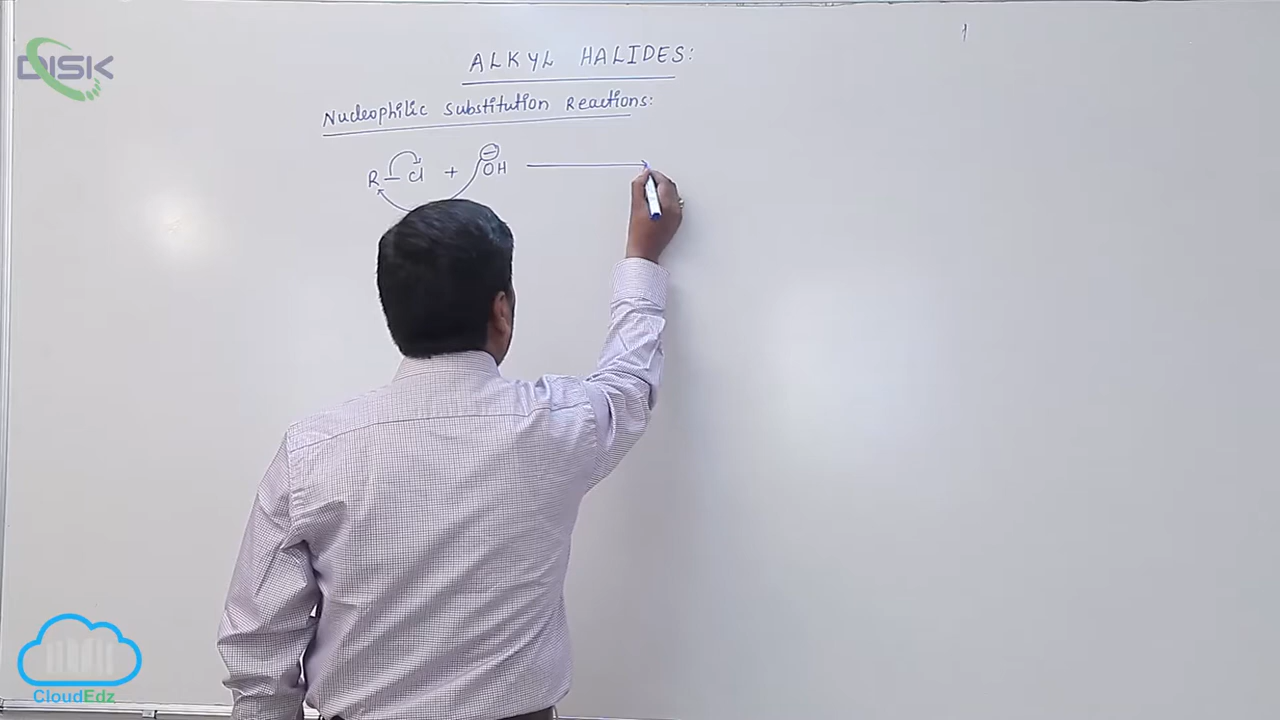 DISK
ALKYL HALIDES:
Nucleophilic Substitution Reactions:
R — Cl + ⊖OH ⟶
CloudEdz